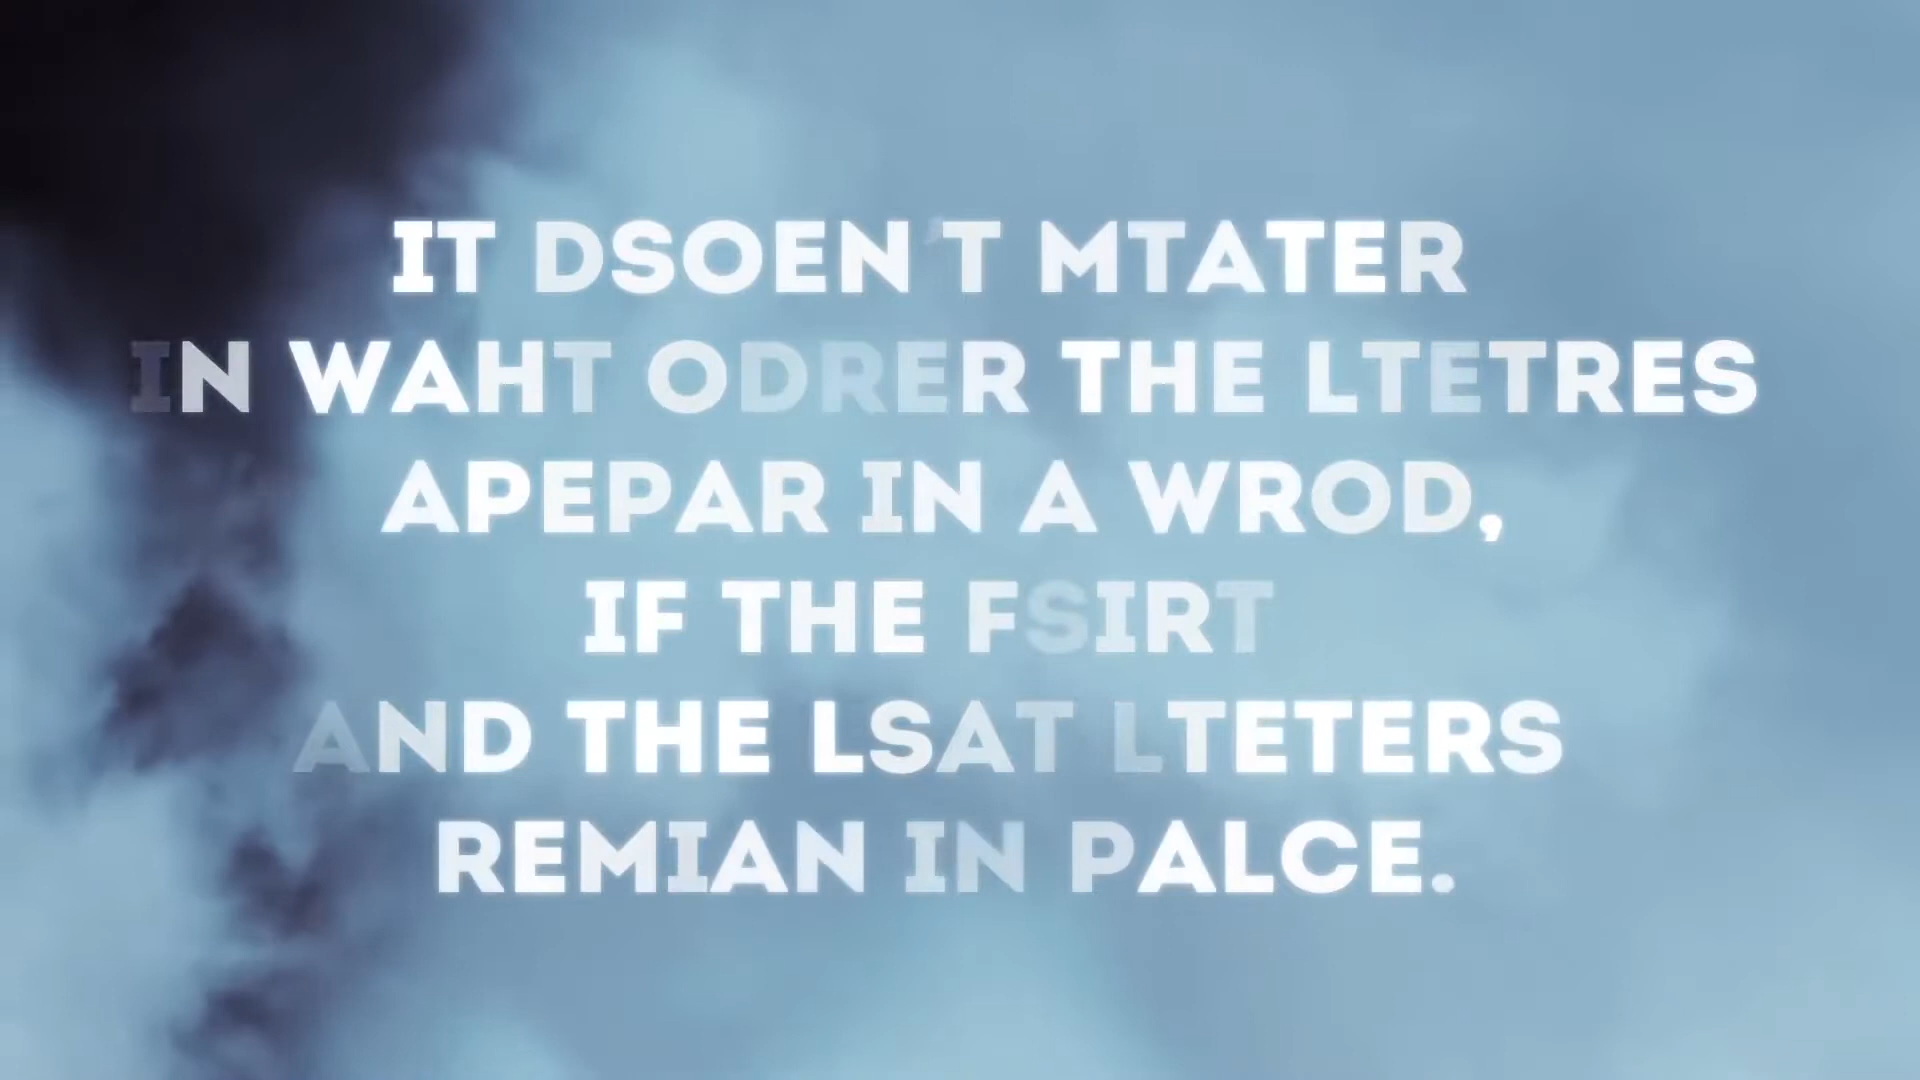 IT DSOEN'T MTATER
IN WAHT ODRER THE LTETRES
APEPAR IN A WROD,
IF THE FSIRT
AND THE LSAT LTETERS
REMIAN IN PALCE.